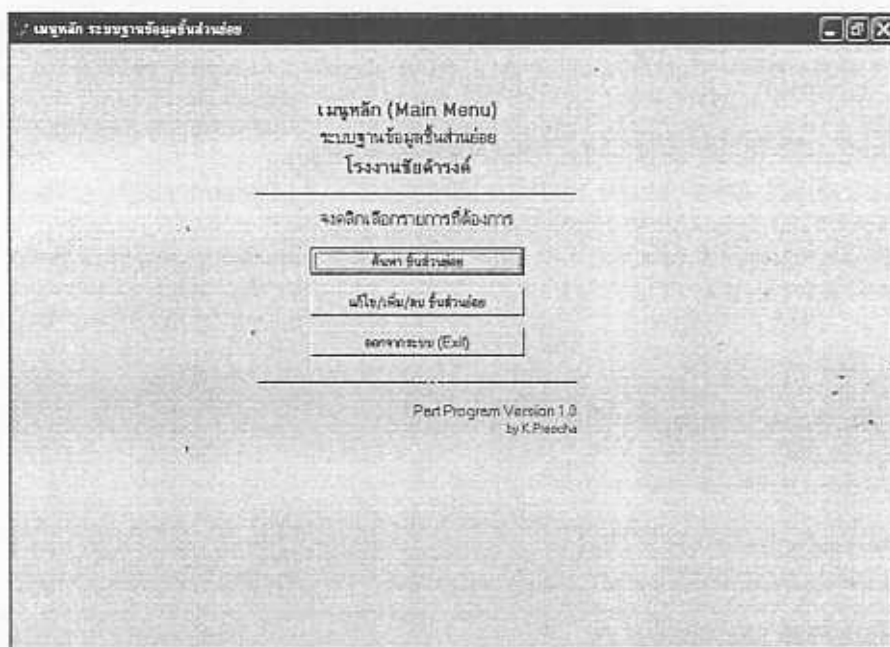 เมนูหลัก ระบบฐานข้อมูลชิ้นส่วนย่อย
เมนูหลัก (Main Menu)
ระบบฐานข้อมูลชิ้นส่วนย่อย
โรงงานชัยดำรงค์
จงคลิกเลือกรายการที่ต้องการ
ค้นหา ชิ้นส่วนย่อย
แก้ไข/เพิ่ม/ลบ ชิ้นส่วนย่อย
ออกจากระบบ (Exit)
Part Program Version 1.0
by K.Preecha